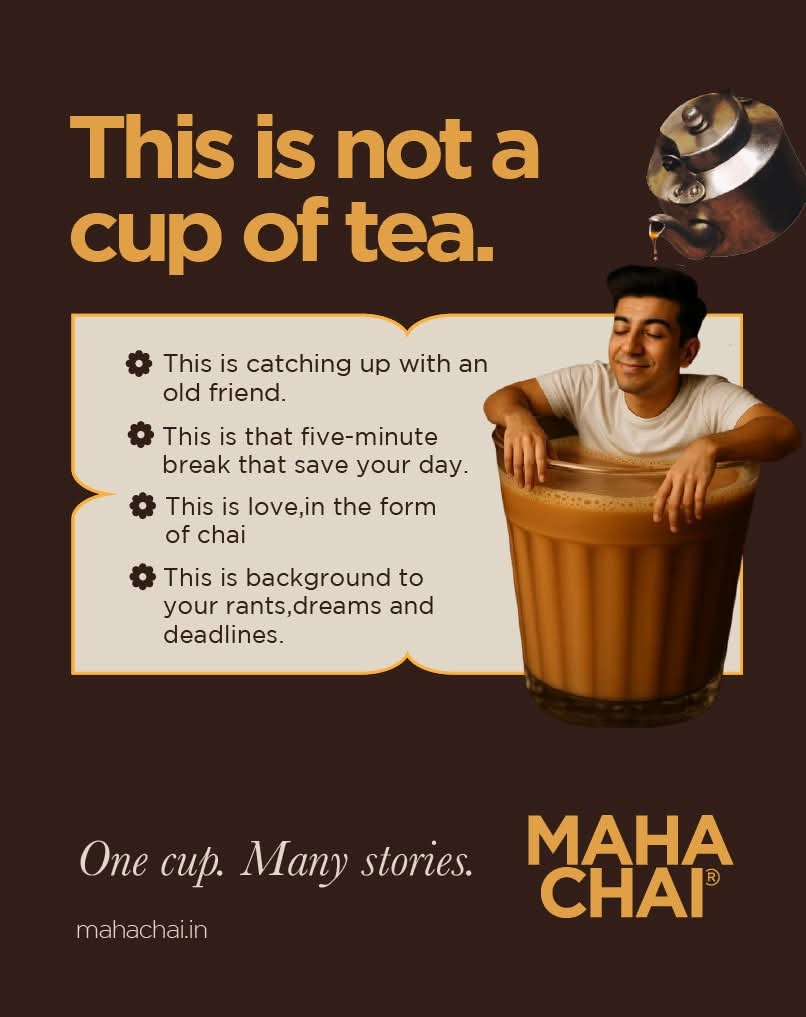 This is not a
cup of tea.
This is catching up with an
old friend.
This is that five-minute
break that save your day.
This is love,in the form
of chai
This is background to
your rants,dreams and
deadlines.
One cup. Many stories.
mahachai.in
MAHA
CHAI®